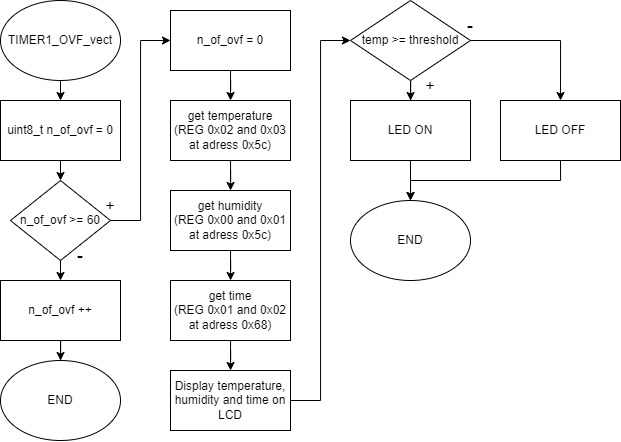 TIMER1_OVF_vect
uint8_t n_of_ovf = 0
n_of_ovf >= 60
+
-
n_of_ovf ++
END
n_of_ovf = 0
get temperature
(REG 0x02 and 0x03
at adress 0x5c)
get humidity
(REG 0x00 and 0x01
at adress 0x5c)
get time
(REG 0x01 and 0x02
at adress 0x68)
Display temperature,
humidity and time on
LCD
temp >= threshold
-
+
LED ON
LED OFF
END